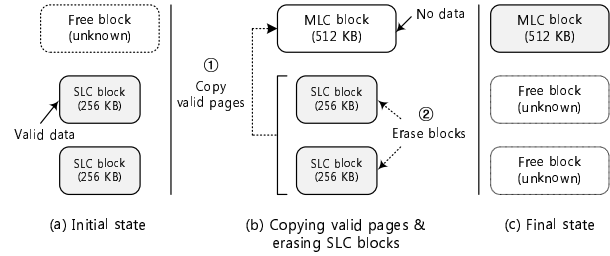 Free block
(unknown)
SLC block
(256 KB)
Valid data
SLC block
(256 KB)
(a) Initial state
MLC block
(512 KB)
No data
①
Copy
valid pages
SLC block
(256 KB)
②
Erase blocks
SLC block
(256 KB)
(b) Copying valid pages &
erasing SLC blocks
MLC block
(512 KB)
Free block
(unknown)
Free block
(unknown)
(c) Final state